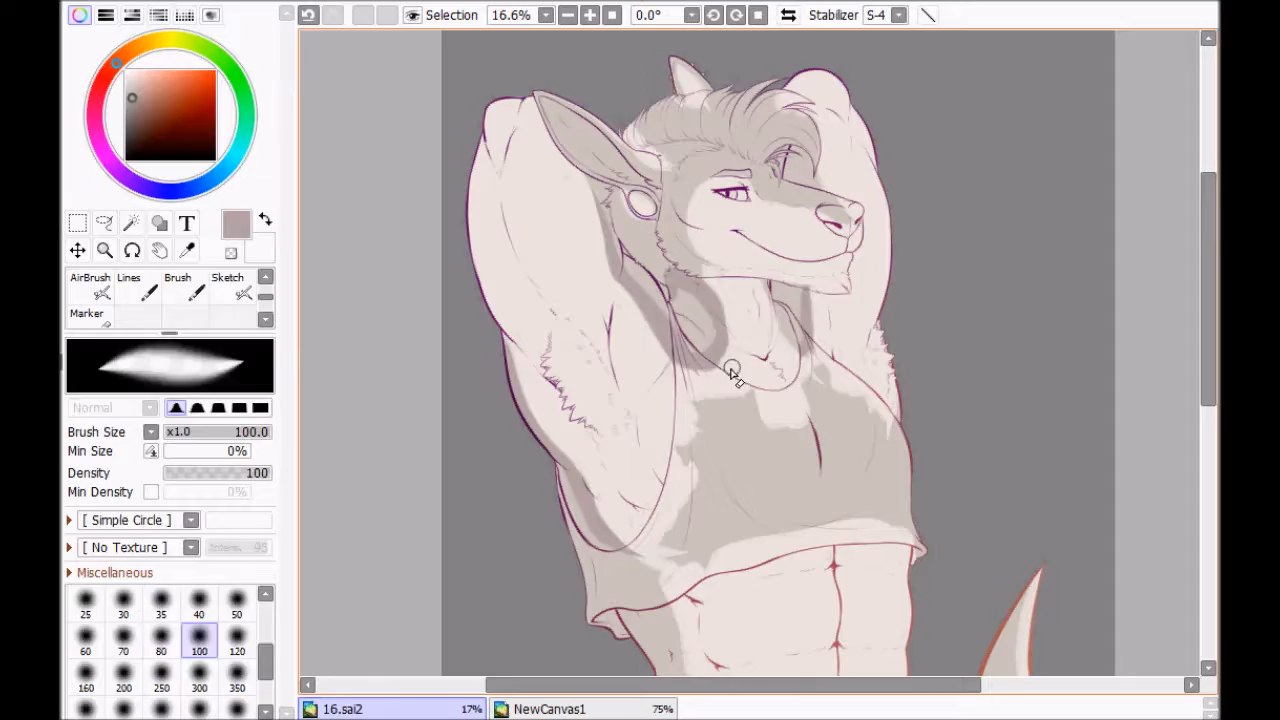 Selection 16.6% 0.0° Stabilizer S-4
T
AirBrush Lines Brush Sketch
Marker
Normal
Brush Size x1.0 100.0
Min Size 0%
Density 100
Min Density 0%
[ Simple Circle ]
[ No Texture ] Intens. 95
Miscellaneous
25 30 35 40 50
60 70 80 100 120
160 200 250 300 350
16.sai2 17% NewCanvas1 75%